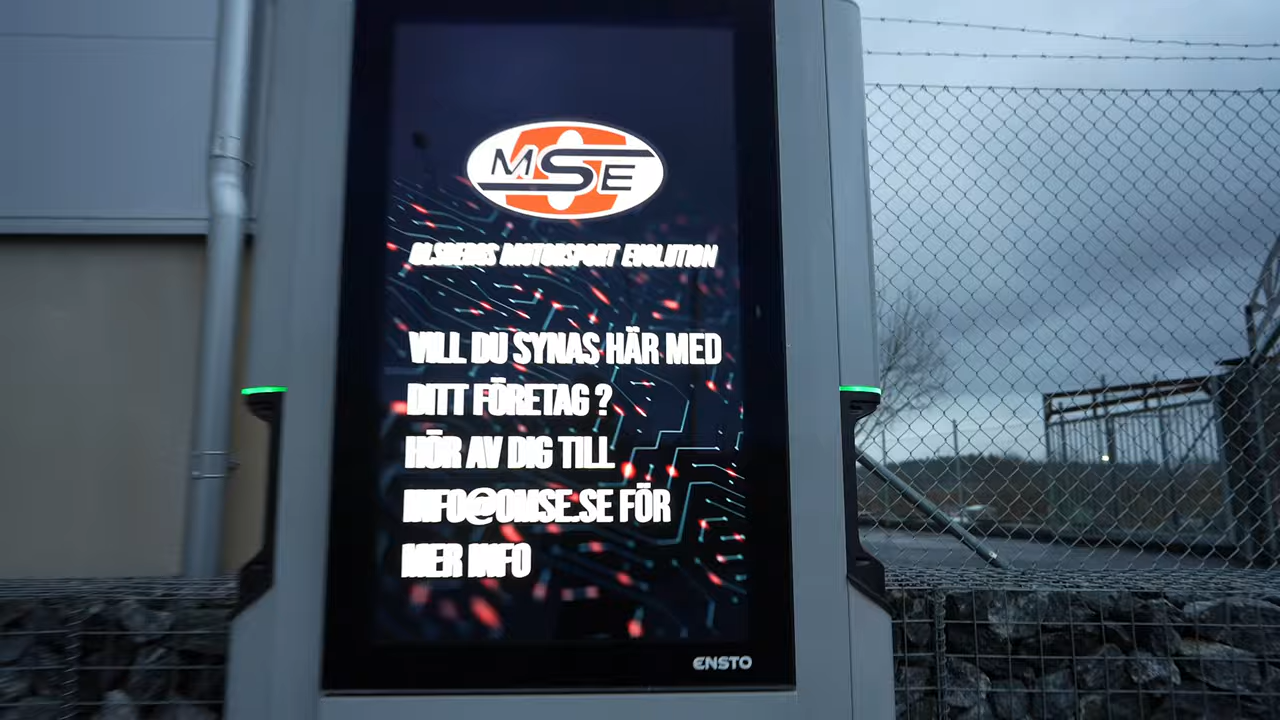 MSE
OLSBERGS MOTORSPORT EVOLUTION
VILL DU SYNAS HÄR MED
DITT FÖRETAG ?
HÖR AV DIG TILL
INFO@OMSE.SE FÖR
MER INFO
ENSTO